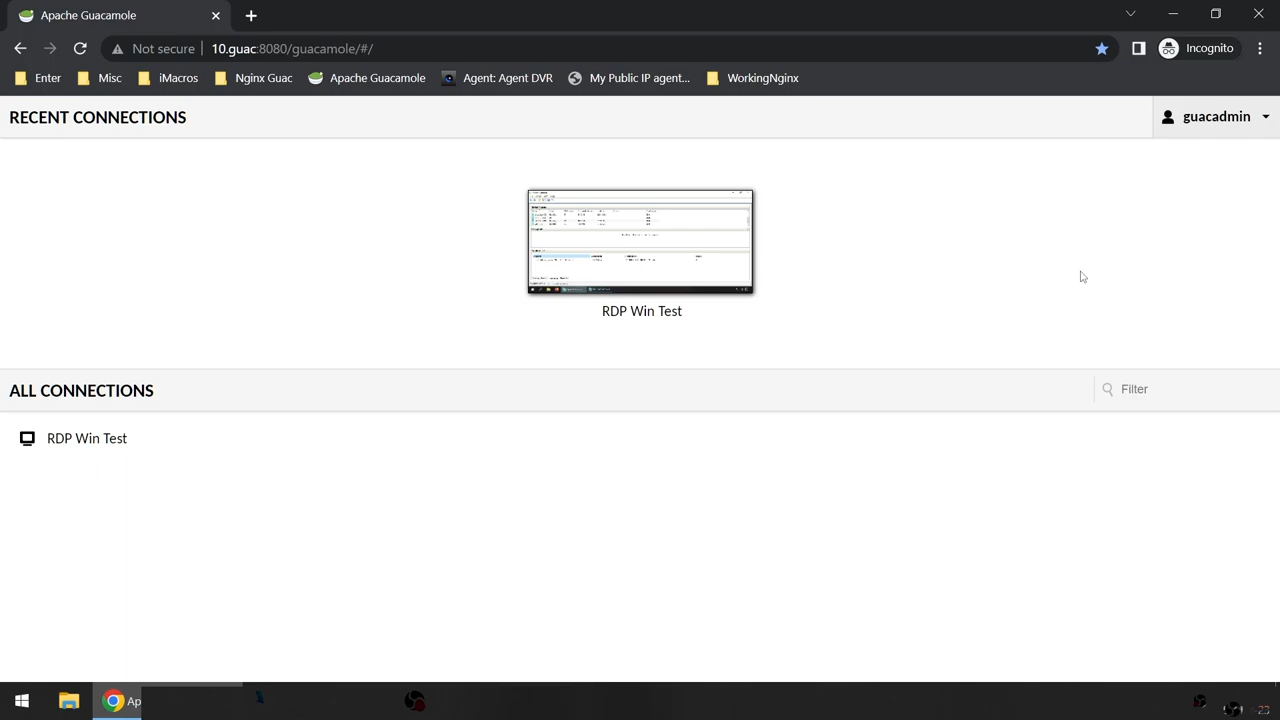 Apache Guacamole
Not secure
10.guac:8080/guacamole/#/
Incognito
Enter
Misc
iMacros
Nginx Guac
Apache Guacamole
Agent: Agent DVR
My Public IP agent...
WorkingNginx
RECENT CONNECTIONS
guacadmin
RDP Win Test
ALL CONNECTIONS
Filter
RDP Win Test
Ap